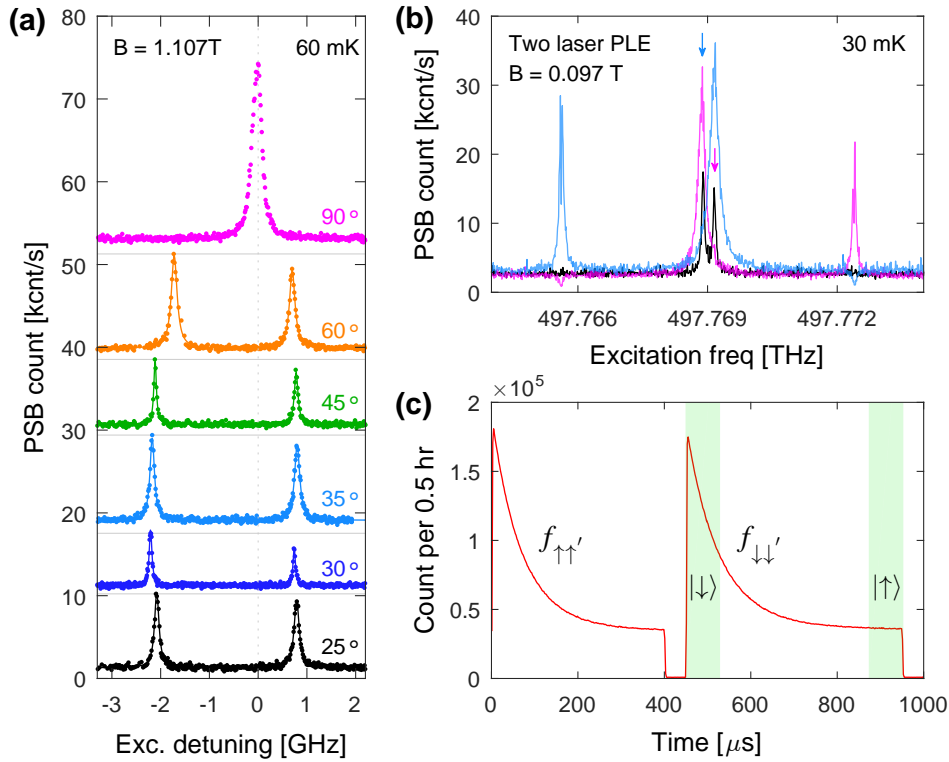 (a)
B = 1.107T
60 mK
PSB count [kcnt/s]
80
70
60
50
40
30
20
10
0
90 º
60 º
45 º
35 º
30 º
25 º
-3
-2
-1
0
1
2
Exc. detuning [GHz]
(b)
Two laser PLE
B = 0.097 T
30 mK
PSB count [kcnt/s]
40
30
20
10
0
497.766
497.769
497.772
Excitation freq [THz]
(c)
×10⁵
Count per 0.5 hr
2
1.5
1
0.5
0
f↑↑′
|↓⟩
f↓↓′
|↑⟩
0
200
400
600
800
1000
Time [μs]